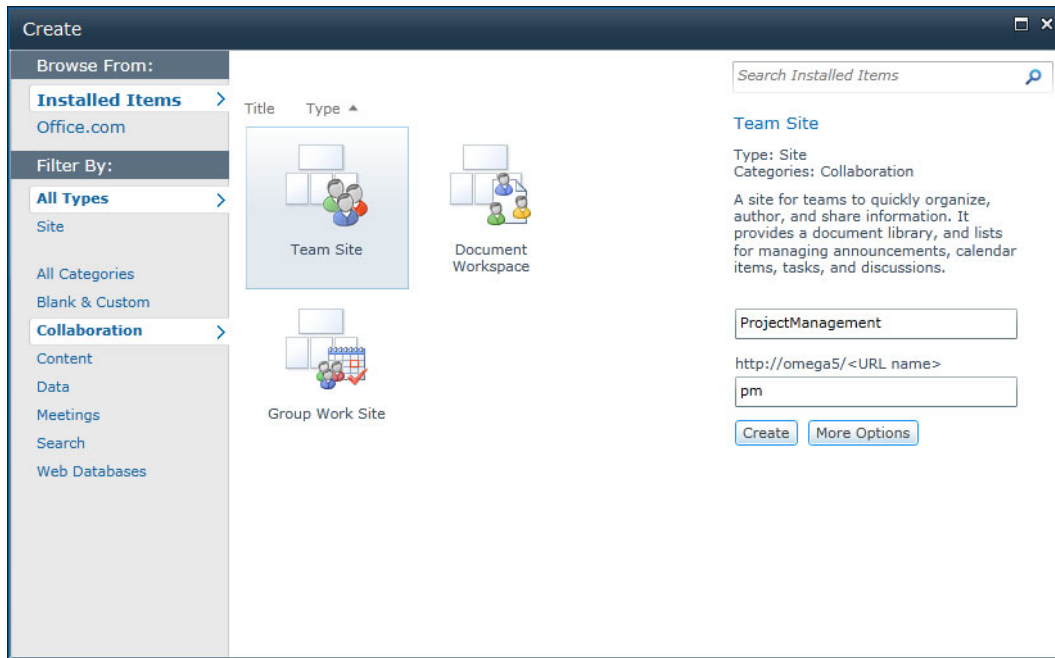 Create
Browse From:
Installed Items
Office.com
Filter By:
All Types
Site
All Categories
Blank & Custom
Collaboration
Content
Data
Meetings
Search
Web Databases
Title Type
Team Site
Document
Workspace
Group Work Site
Search Installed Items
Team Site
Type: Site
Categories: Collaboration
A site for teams to quickly organize,
author, and share information. It
provides a document library, and lists
for managing announcements, calendar
items, tasks, and discussions.
ProjectManagement
http://omega5/<URL name>
pm
Create More Options